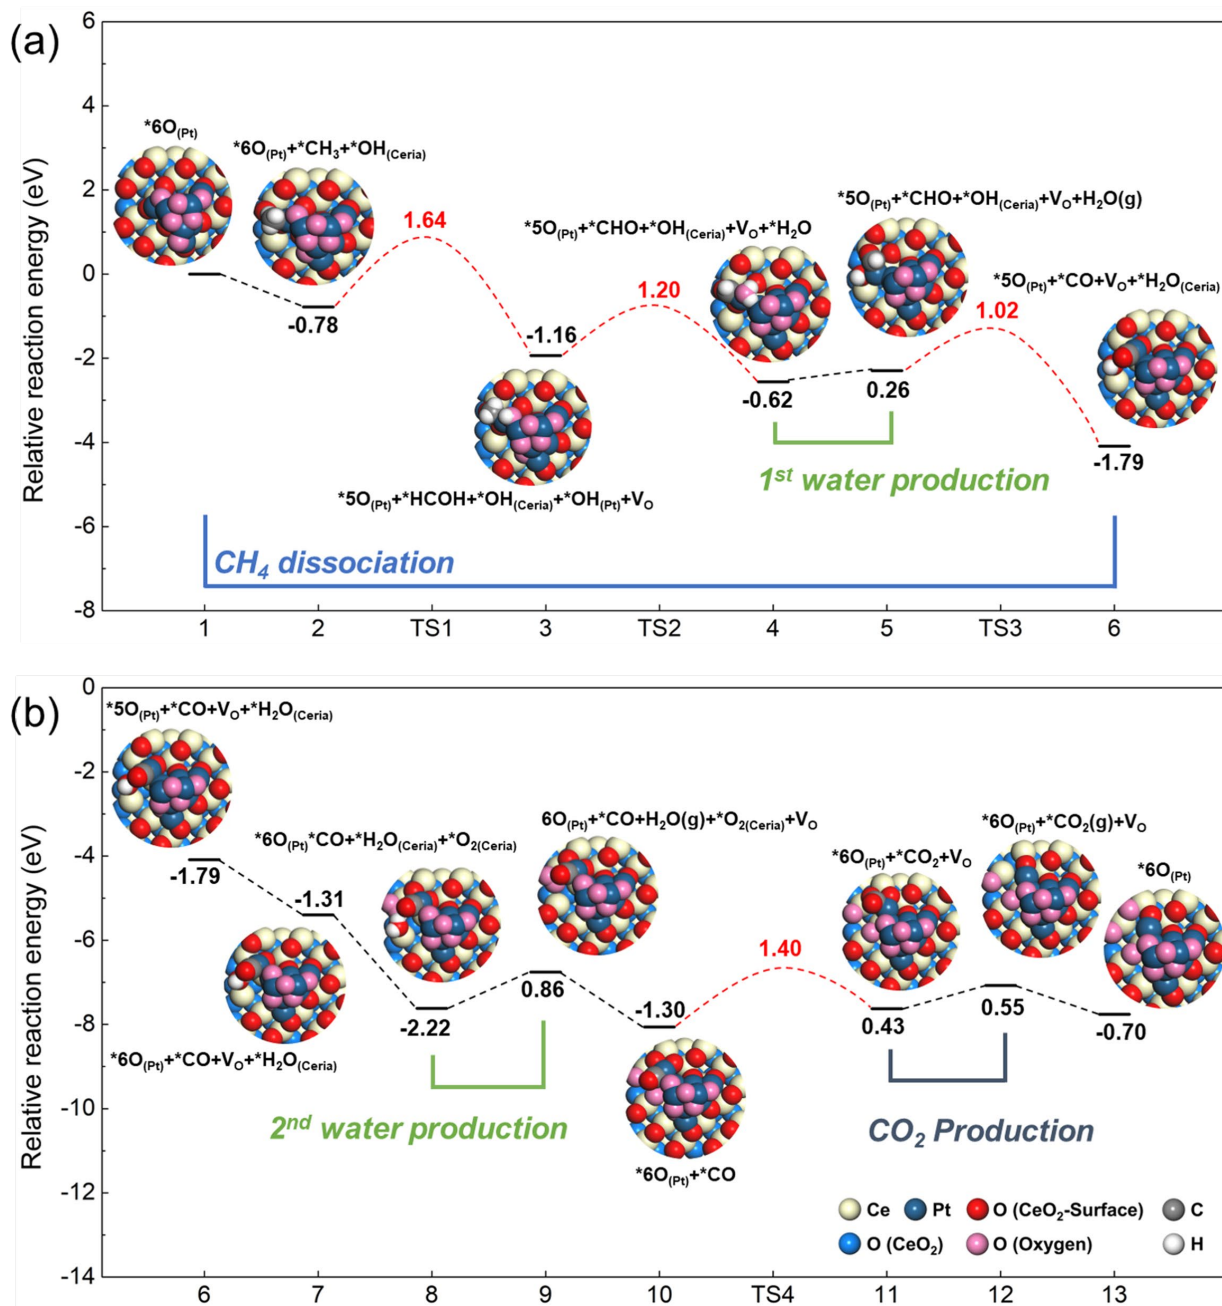 (a)
Relative reaction energy (eV)
6
4
2
0
-2
-4
-6
-8
*6O(Pt)
*6O(Pt)+*CH3+*OH(Ceria)
-0.78
1.64
-1.16
*5O(Pt)+*HCOH+*OH(Ceria)+*OH(Pt)+VO
1.20
*5O(Pt)+*CHO+*OH(Ceria)+VO+*H2O
-0.62
*5O(Pt)+*CHO+*OH(Ceria)+VO+H2O(g)
0.26
1.02
*5O(Pt)+*CO+VO+*H2O(Ceria)
-1.79
1st water production
CH4 dissociation
1 2 TS1 3 TS2 4 5 TS3 6
(b)
Relative reaction energy (eV)
0
-2
-4
-6
-8
-10
-12
-14
*5O(Pt)+*CO+VO+*H2O(Ceria)
-1.79
-1.31
*6O(Pt)+*CO+VO+*H2O(Ceria)
*6O(Pt)*CO+*H2O(Ceria)+*O2(Ceria)
-2.22
6O(Pt)+*CO+H2O(g)+*O2(Ceria)+VO
0.86
-1.30
*6O(Pt)+*CO
1.40
*6O(Pt)+*CO2+VO
0.43
*6O(Pt)+*CO2(g)+VO
0.55
*6O(Pt)
-0.70
2nd water production
CO2 Production
Ce Pt O (CeO2-Surface) C
O (CeO2) O (Oxygen) H
6 7 8 9 10 TS4 11 12 13